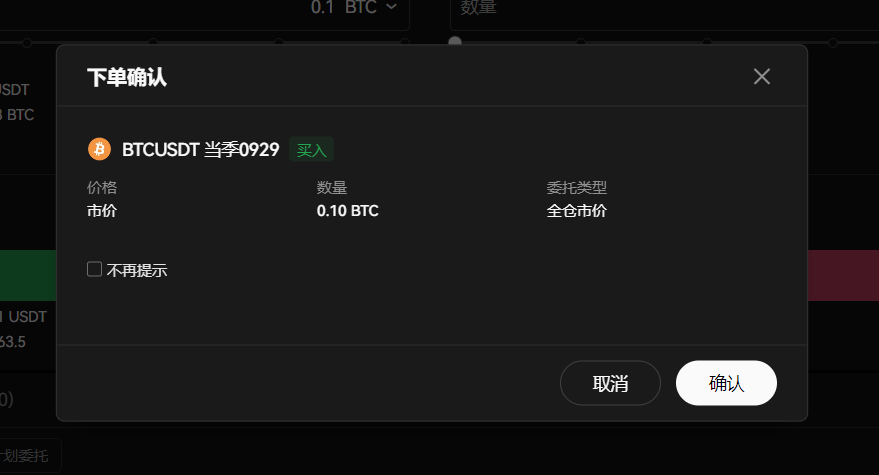 0.1 BTC
数量
下单确认
USDT
BTC
BTCUSDT 当季0929 买入
价格 数量 委托类型
市价 0.10 BTC 全仓市价
不再提示
USDT
63.5
取消 确认
0)
划委托